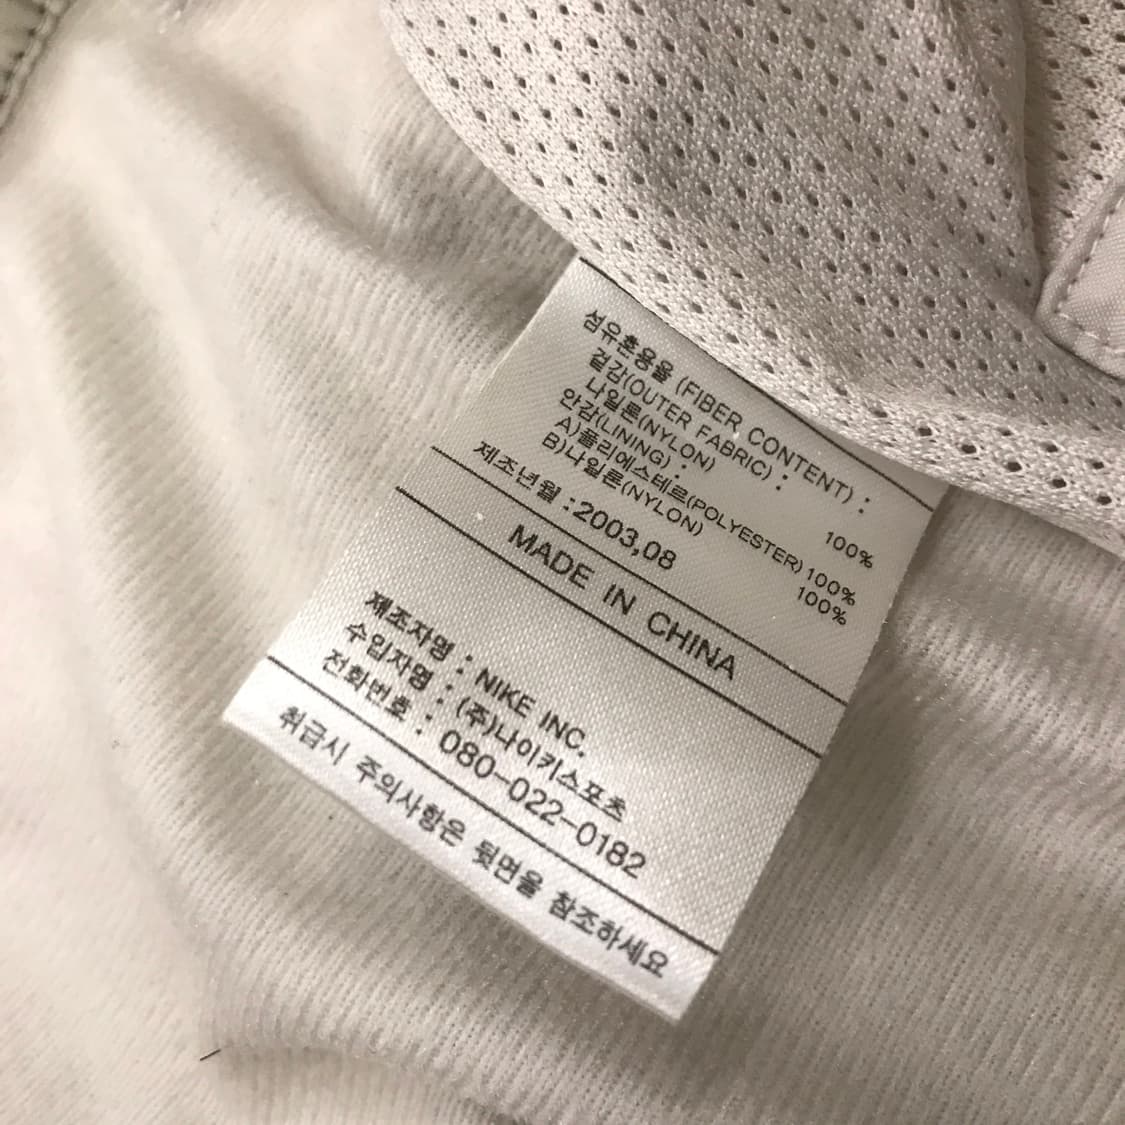 섬유혼용율 (FIBER CONTENT) :
겉감(OUTER FABRIC) :
나일론(NYLON) 100%
안감(LINING) :
A)폴리에스테르(POLYESTER) 100%
B)나일론(NYLON) 100%
제조년월 : 2003,08
MADE IN CHINA
제조자명 : NIKE INC.
수입자명 : (주)나이키스포츠
전화번호 : 080-022-0182
취급시 주의사항은 뒷면을 참조하세요